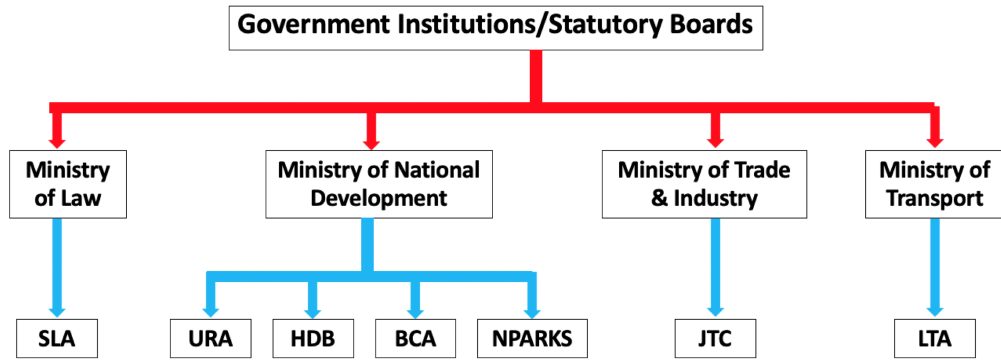 Government Institutions/Statutory Boards
Ministry
of Law
Ministry of National
Development
Ministry of Trade
& Industry
Ministry of
Transport
SLA
URA
HDB
BCA
NPARKS
JTC
LTA